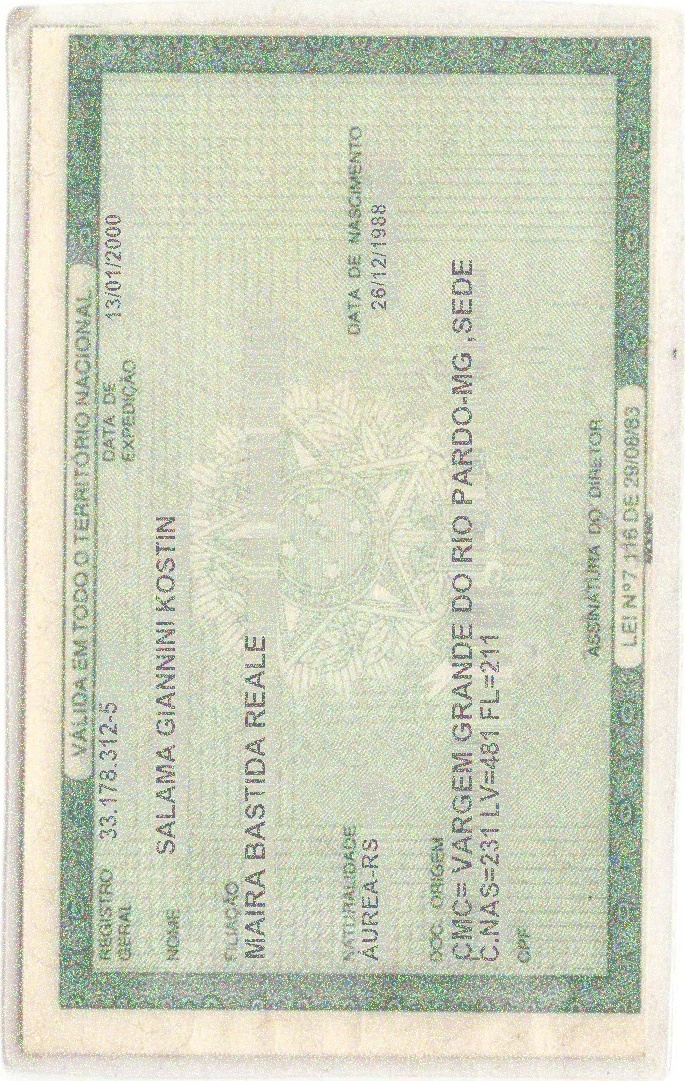 VÁLIDA EM TODO O TERRITÓRIO NACIONAL
REGISTRO GERAL 33.178.312-5 DATA DE EXPEDIÇÃO 13/01/2000
NOME
SALAMA GIANNINI KOSTIN
FILIAÇÃO
MAIRA BASTIDA REALE
NATURALIDADE DATA DE NASCIMENTO
ÁUREA-RS 26/12/1988
DOC. ORIGEM
CMC= VARGEM GRANDE DO RIO PARDO-MG ,SEDE
C.NAS=231 LV=481 FL=211
CPF
ASSINATURA DO DIRETOR
LEI Nº 7.116 DE 29/08/83